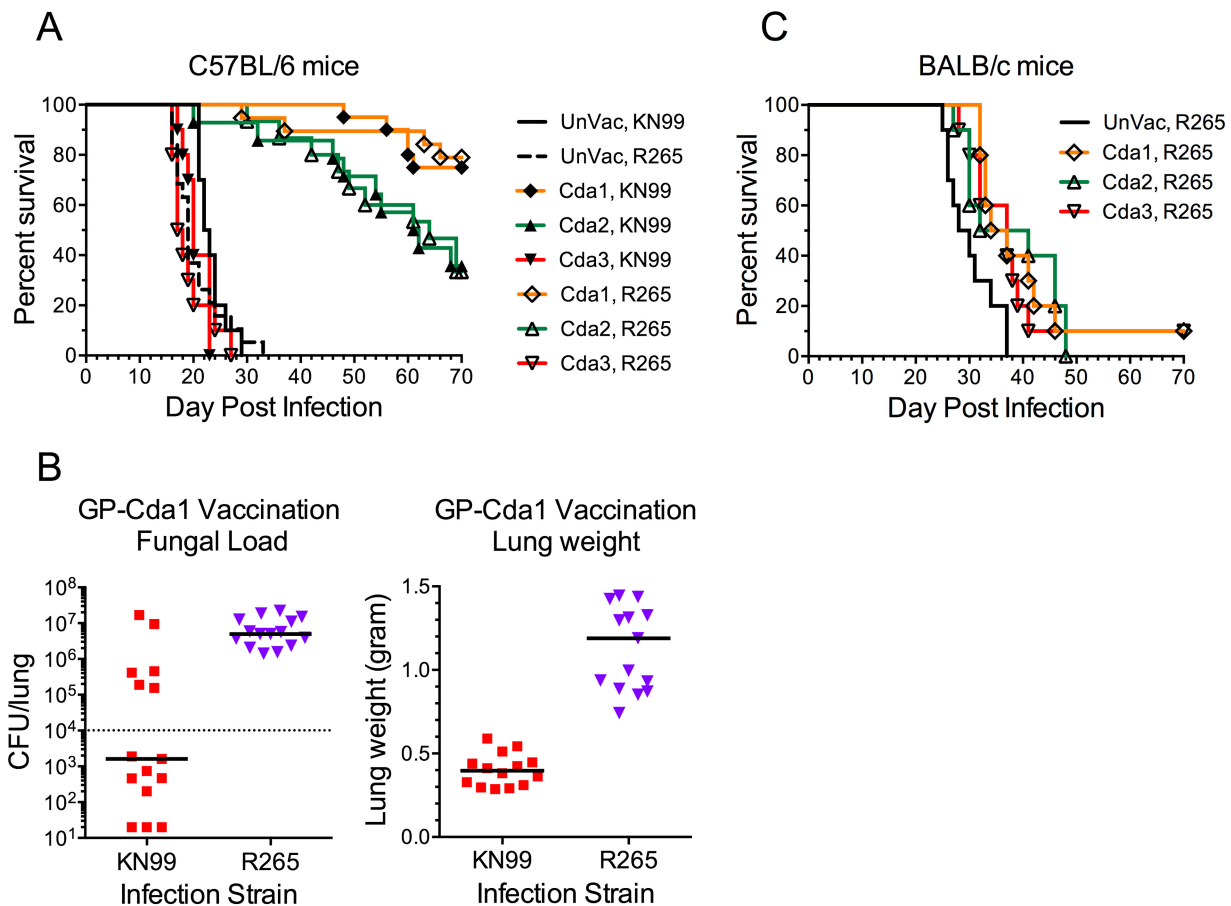 A
C57BL/6 mice
Percent survival
100
80
60
40
20
0
0 10 20 30 40 50 60 70
Day Post Infection
UnVac, KN99
UnVac, R265
Cda1, KN99
Cda2, KN99
Cda3, KN99
Cda1, R265
Cda2, R265
Cda3, R265
C
BALB/c mice
Percent survival
100
80
60
40
20
0
0 10 20 30 40 50 60 70
Day Post Infection
UnVac, R265
Cda1, R265
Cda2, R265
Cda3, R265
B
GP-Cda1 Vaccination
Fungal Load
CFU/lung
10⁸
10⁷
10⁶
10⁵
10⁴
10³
10²
10¹
KN99 R265
Infection Strain
GP-Cda1 Vaccination
Lung weight
Lung weight (gram)
1.5
1.0
0.5
0.0
KN99 R265
Infection Strain